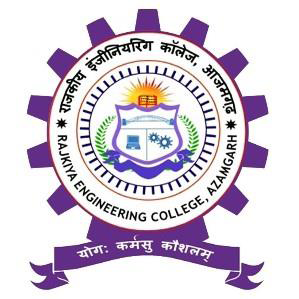 राजकीय इंजीनियरिंग कॉलेज, आजमगढ़
RAJKIYA ENGINEERING COLLEGE, AZAMGARH
योगः कर्मसु कौशलम्